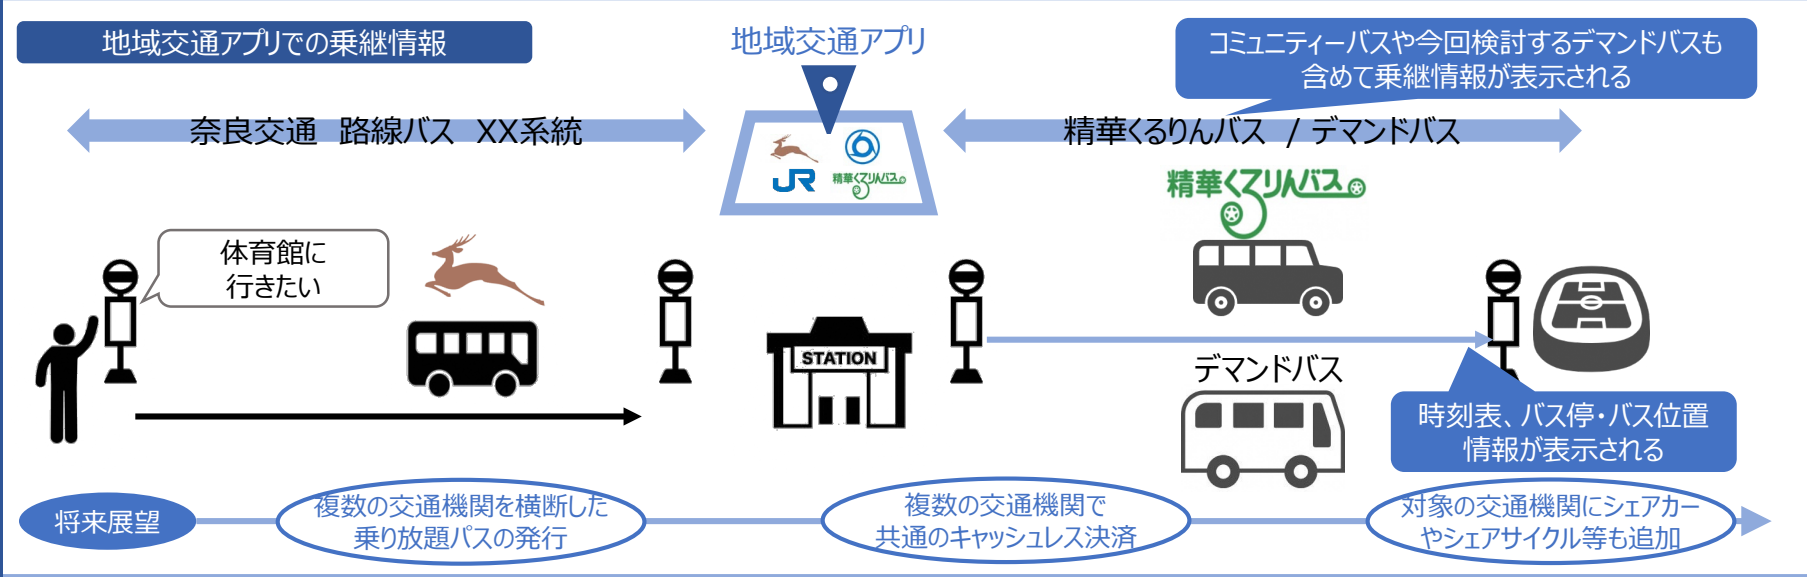 地域交通アプリでの乗継情報
地域交通アプリ
コミュニティーバスや今回検討するデマンドバスも
含めて乗継情報が表示される
奈良交通　路線バス　XX系統
精華くるりんバス / デマンドバス
JR
精華くるりんバス
精華くるりんバス
体育館に
行きたい
STATION
デマンドバス
時刻表、バス停・バス位置
情報が表示される
将来展望
複数の交通機関を横断した
乗り放題パスの発行
複数の交通機関で
共通のキャッシュレス決済
対象の交通機関にシェアカー
やシェアサイクル等も追加